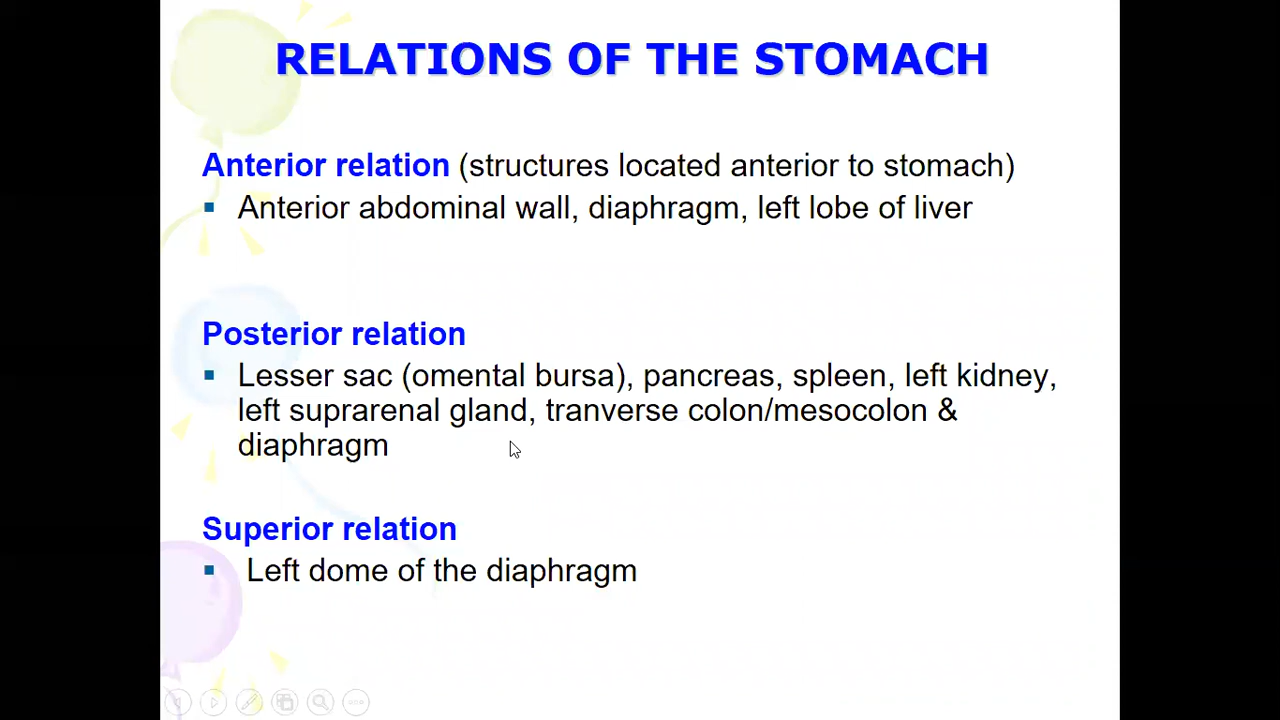 RELATIONS OF THE STOMACH
Anterior relation (structures located anterior to stomach)
▪ Anterior abdominal wall, diaphragm, left lobe of liver
Posterior relation
▪ Lesser sac (omental bursa), pancreas, spleen, left kidney,
left suprarenal gland, tranverse colon/mesocolon &
diaphragm
Superior relation
▪ Left dome of the diaphragm